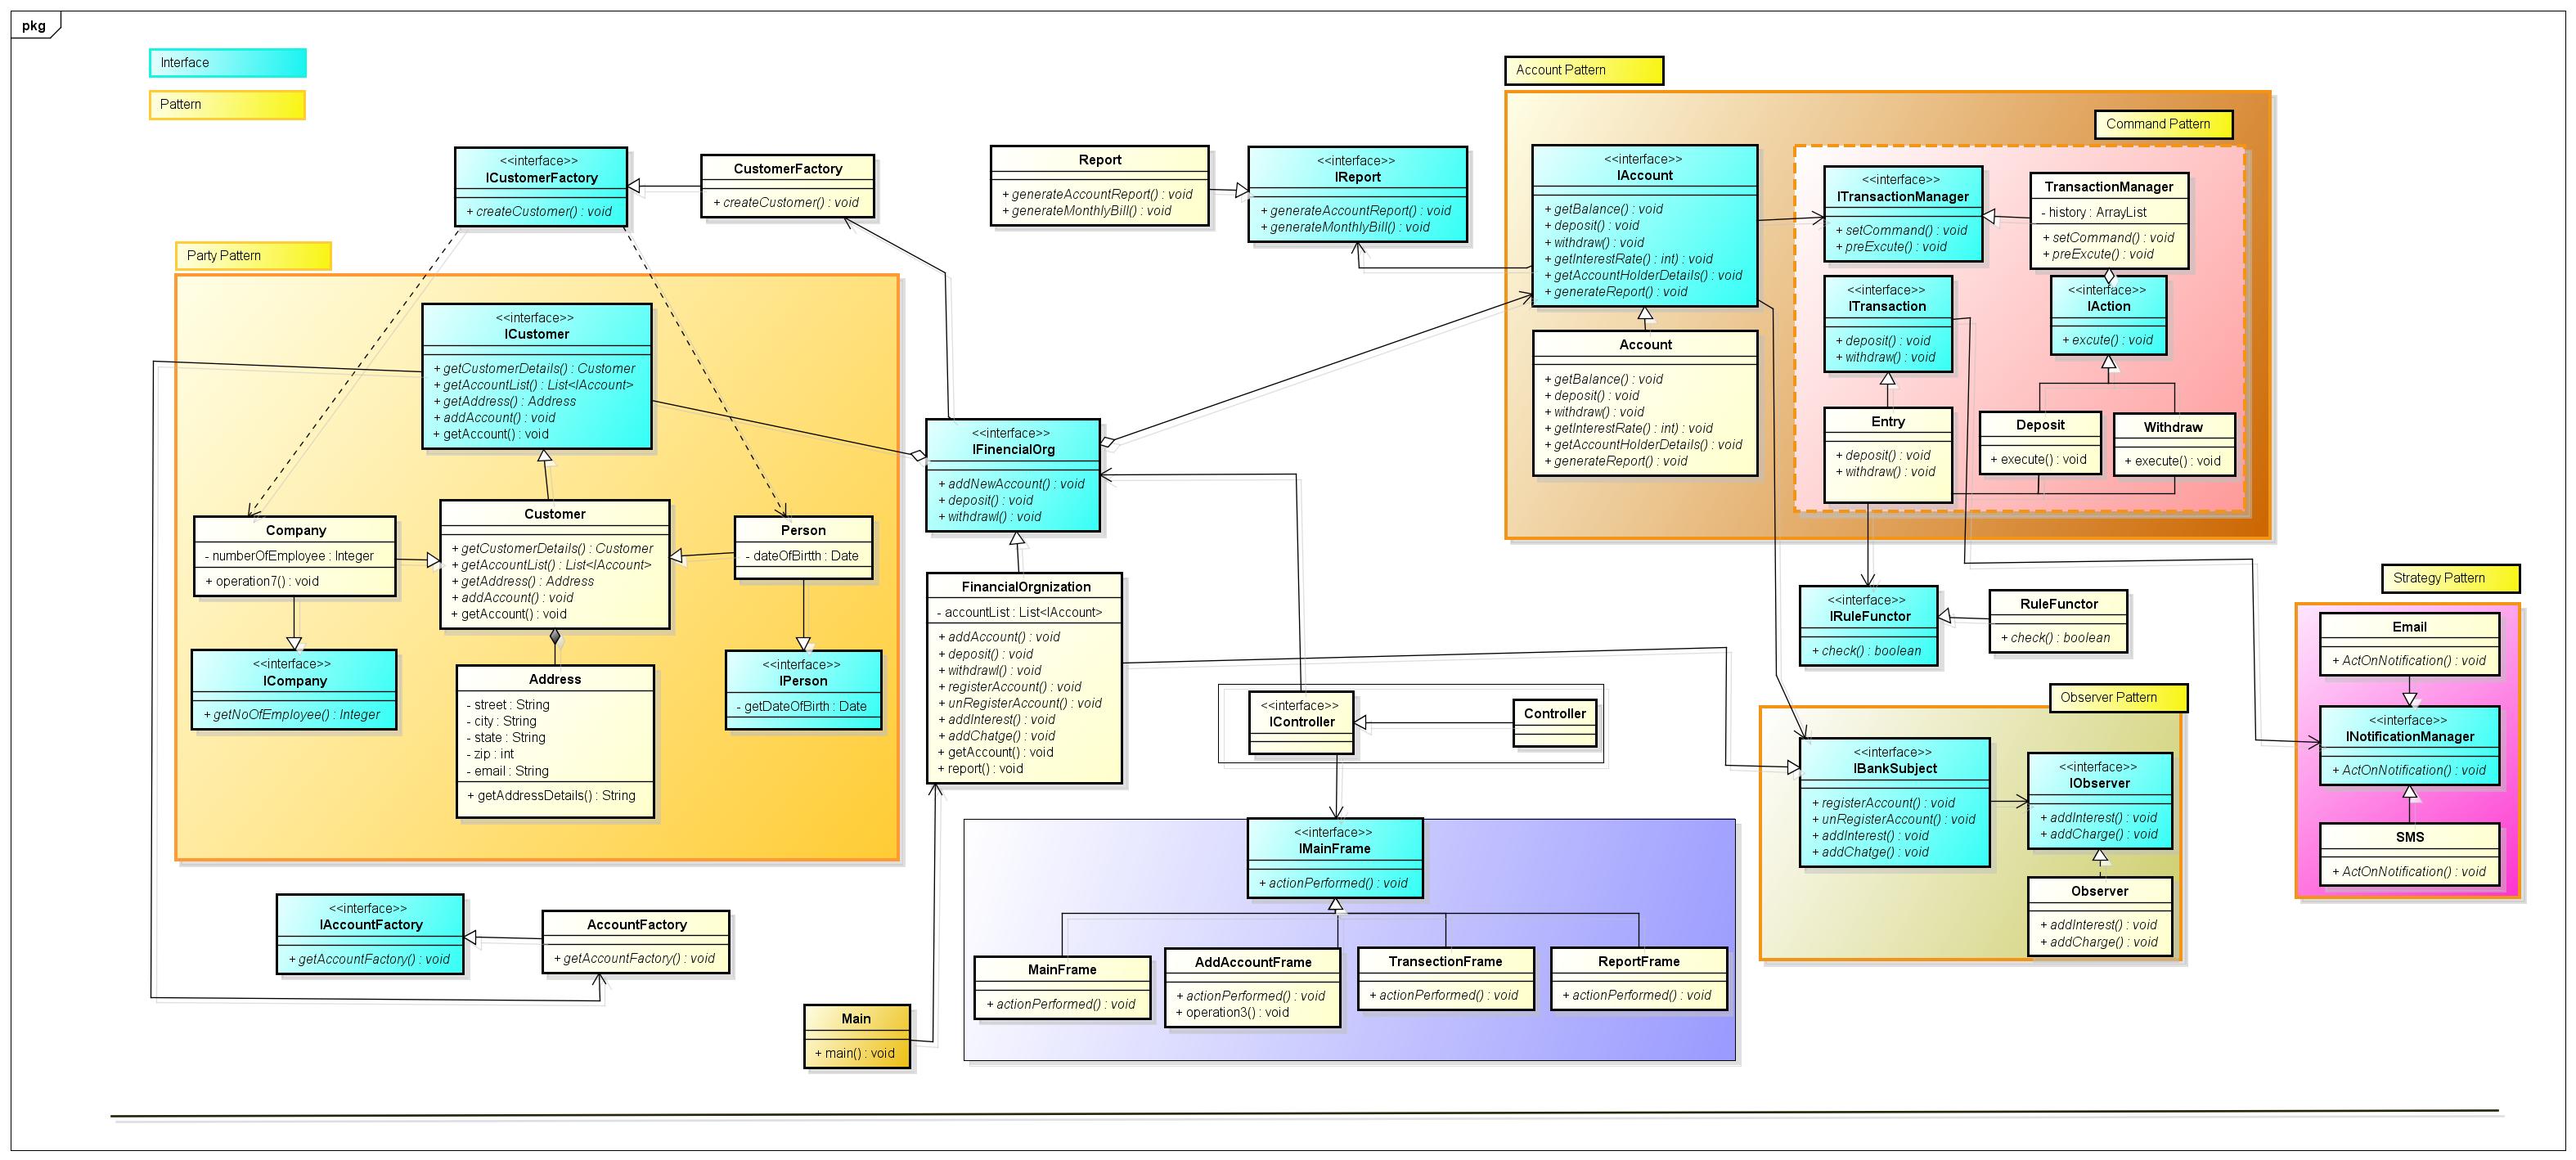 pkg
Interface
Pattern
<<interface>>
ICustomerFactory
+ createCustomer() : void
CustomerFactory
+ createCustomer() : void
Party Pattern
<<interface>>
ICustomer
+ getCustomerDetails() : Customer
+ getAccountList() : List<IAccount>
+ getAddress() : Address
+ addAccount() : void
+ getAccount() : void
Company
- numberOfEmployee : Integer
+ operation7() : void
Customer
+ getCustomerDetails() : Customer
+ getAccountList() : List<IAccount>
+ getAddress() : Address
+ addAccount() : void
+ getAccount() : void
Person
- dateOfBirtth : Date
<<interface>>
ICompany
+ getNoOfEmployee() : Integer
Address
- street : String
- city : String
- state : String
- zip : int
- email : String
+ getAddressDetails() : String
<<interface>>
IPerson
- getDateOfBirth : Date
<<interface>>
IAccountFactory
+ getAccountFactory() : void
AccountFactory
+ getAccountFactory() : void
Main
+ main() : void
Report
+ generateAccountReport() : void
+ generateMonthlyBill() : void
<<interface>>
IReport
+ generateAccountReport() : void
+ generateMonthlyBill() : void
<<interface>>
IFinencialOrg
+ addNewAccount() : void
+ deposit() : void
+ withdrawl() : void
FinancialOrgnization
- accountList : List<IAccount>
+ addAccount() : void
+ deposit() : void
+ withdrawl() : void
+ registerAccount() : void
+ unRegisterAccount() : void
+ addInterest() : void
+ addChatge() : void
+ getAccount() : void
+ report() : void
<<interface>>
IController
Controller
<<interface>>
IMainFrame
+ actionPerformed() : void
MainFrame
+ actionPerformed() : void
AddAccountFrame
+ actionPerformed() : void
+ operation3() : void
TransectionFrame
+ actionPerformed() : void
ReportFrame
+ actionPerformed() : void
Account Pattern
<<interface>>
IAccount
+ getBalance() : void
+ deposit() : void
+ withdraw() : void
+ getInterestRate() : int) : void
+ getAccountHolderDetails() : void
+ generateReport() : void
Account
+ getBalance() : void
+ deposit() : void
+ withdraw() : void
+ getInterestRate() : int) : void
+ getAccountHolderDetails() : void
+ generateReport() : void
Command Pattern
<<interface>>
ITransactionManager
+ setCommand() : void
+ preExcute() : void
TransactionManager
- history : ArrayList
+ setCommand() : void
+ preExcute() : void
<<interface>>
ITransaction
+ deposit() : void
+ withdraw() : void
<<interface>>
IAction
+ excute() : void
Entry
+ deposit() : void
+ withdraw() : void
Deposit
+ execute() : void
Withdraw
+ execute() : void
<<interface>>
IRuleFunctor
+ check() : boolean
RuleFunctor
+ check() : boolean
Observer Pattern
<<interface>>
IBankSubject
+ registerAccount() : void
+ unRegisterAccount() : void
+ addInterest() : void
+ addChatge() : void
<<interface>>
IObserver
+ addInterest() : void
+ addCharge() : void
Observer
+ addInterest() : void
+ addCharge() : void
Strategy Pattern
Email
+ ActOnNotification() : void
<<interface>>
INotificationManager
+ ActOnNotification() : void
SMS
+ ActOnNotification() : void